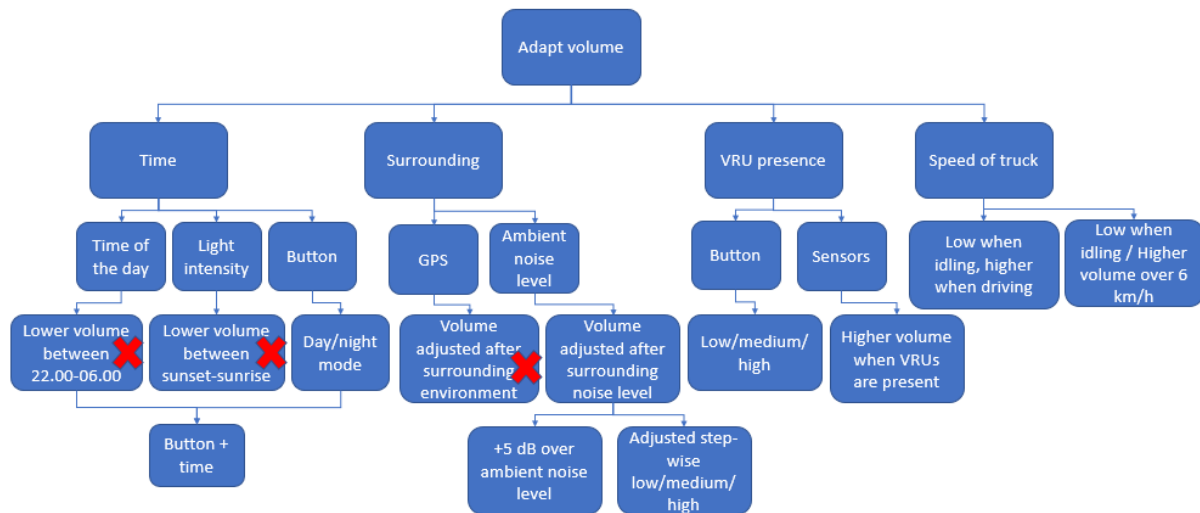 Adapt volume
Time
Surrounding
VRU presence
Speed of truck
Time of
the day
Light
intensity
Button
GPS
Ambient
noise
level
Button
Sensors
Low when
idling, higher
when driving
Low when
idling / Higher
volume over 6
km/h
Lower volume
between
22.00-06.00
Lower volume
between
sunset-sunrise
Day/night
mode
Volume
adjusted after
surrounding
environment
Volume
adjusted after
surrounding
noise level
Low/medium/
high
Higher volume
when VRUs
are present
Button +
time
+5 dB over
ambient noise
level
Adjusted step-
wise
low/medium/
high